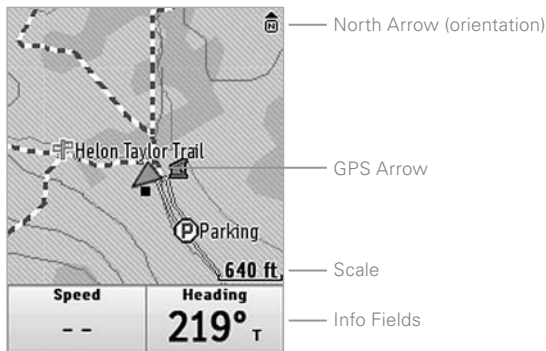 N
North Arrow (orientation)
Helon Taylor Trail
GPS Arrow
P Parking
640 ft
Scale
Speed
Heading
- -
219° T
Info Fields